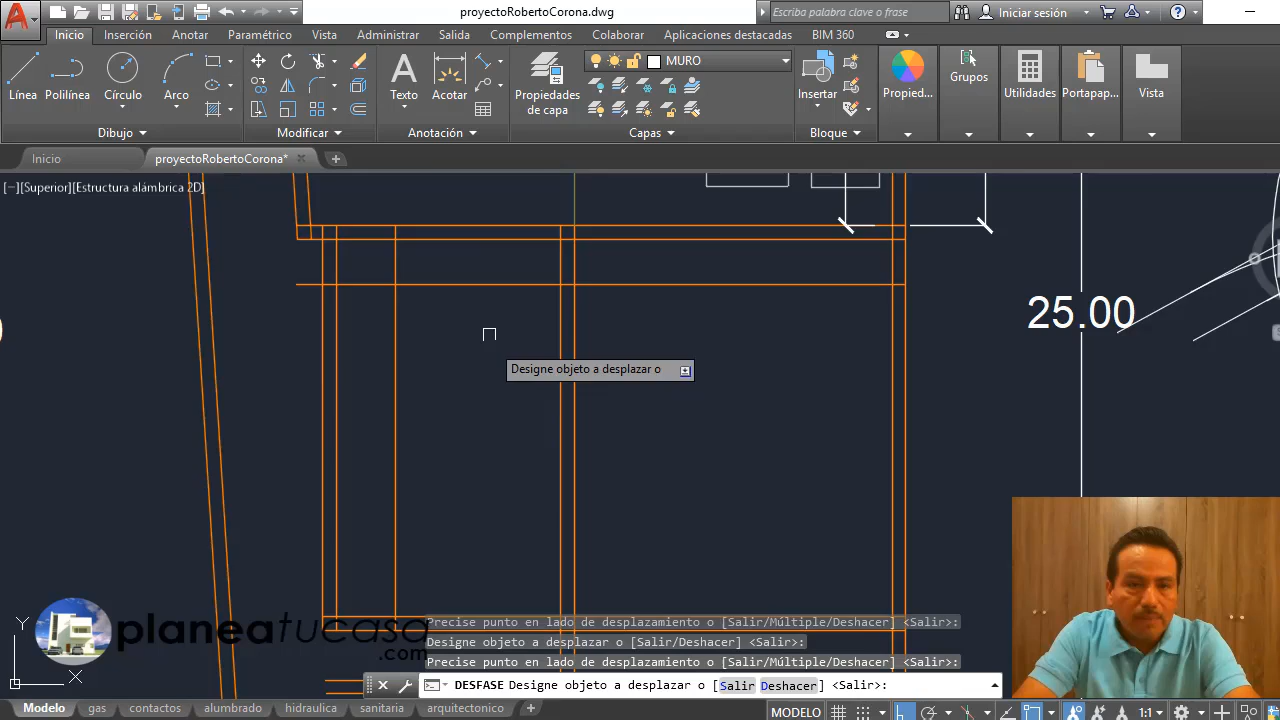 proyectoRobertoCorona.dwg
Escriba palabra clave o frase
Iniciar sesión
Inicio Inserción Anotar Paramétrico Vista Administrar Salida Complementos Colaborar Aplicaciones destacadas BIM 360
MURO
Línea Polilínea Círculo Arco Texto Acotar Propiedades de capa Insertar Propied... Grupos Utilidades Portapap... Vista
Dibujo Modificar Anotación Capas Bloque
Inicio proyectoRobertoCorona*
[−][Superior][Estructura alámbrica 2D]
25.00
Designe objeto a desplazar o
planeatucasa
.com
Y
X
Precise punto en lado de desplazamiento o [Salir/Múltiple/Deshacer] <Salir>:
Designe objeto a desplazar o [Salir/Deshacer] <Salir>:
Precise punto en lado de desplazamiento o [Salir/Múltiple/Deshacer] <Salir>:
DESFASE Designe objeto a desplazar o [Salir Deshacer] <Salir>:
Modelo gas contactos alumbrado hidraulica sanitaria arquitectonico
MODELO 1:1